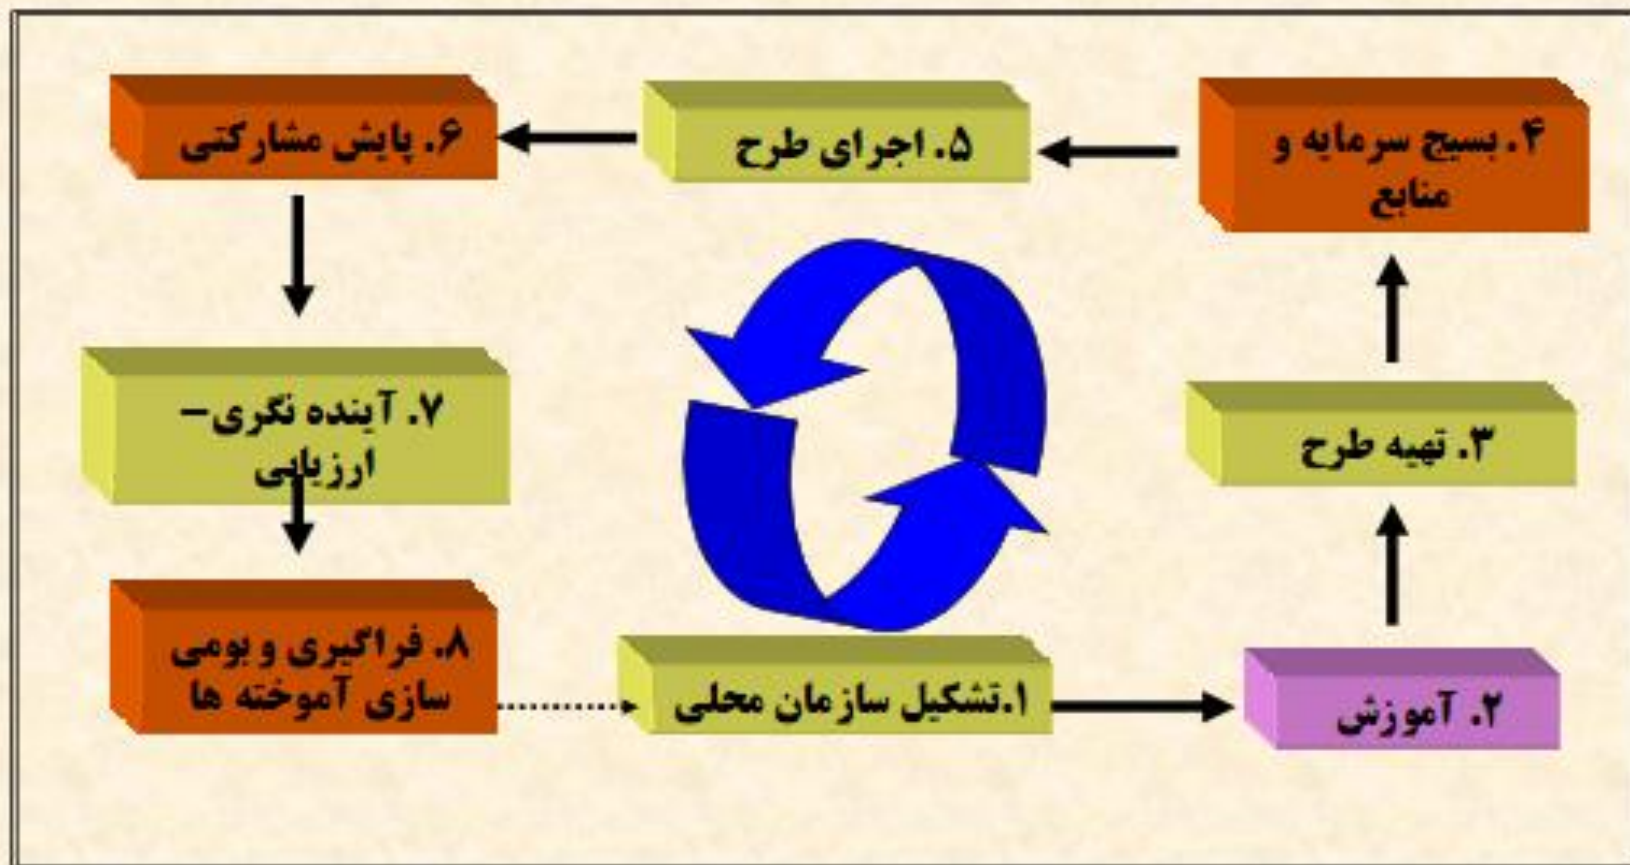 ۱.تشکیل سازمان محلی
۲. آموزش
۳. تهیه طرح
۴. بسیج سرمایه و
منابع
۵. اجرای طرح
۶. پایش مشارکتی
۷. آینده نگری–
ارزیابی
۸. فراگیری و بومی
سازی آموخته ها